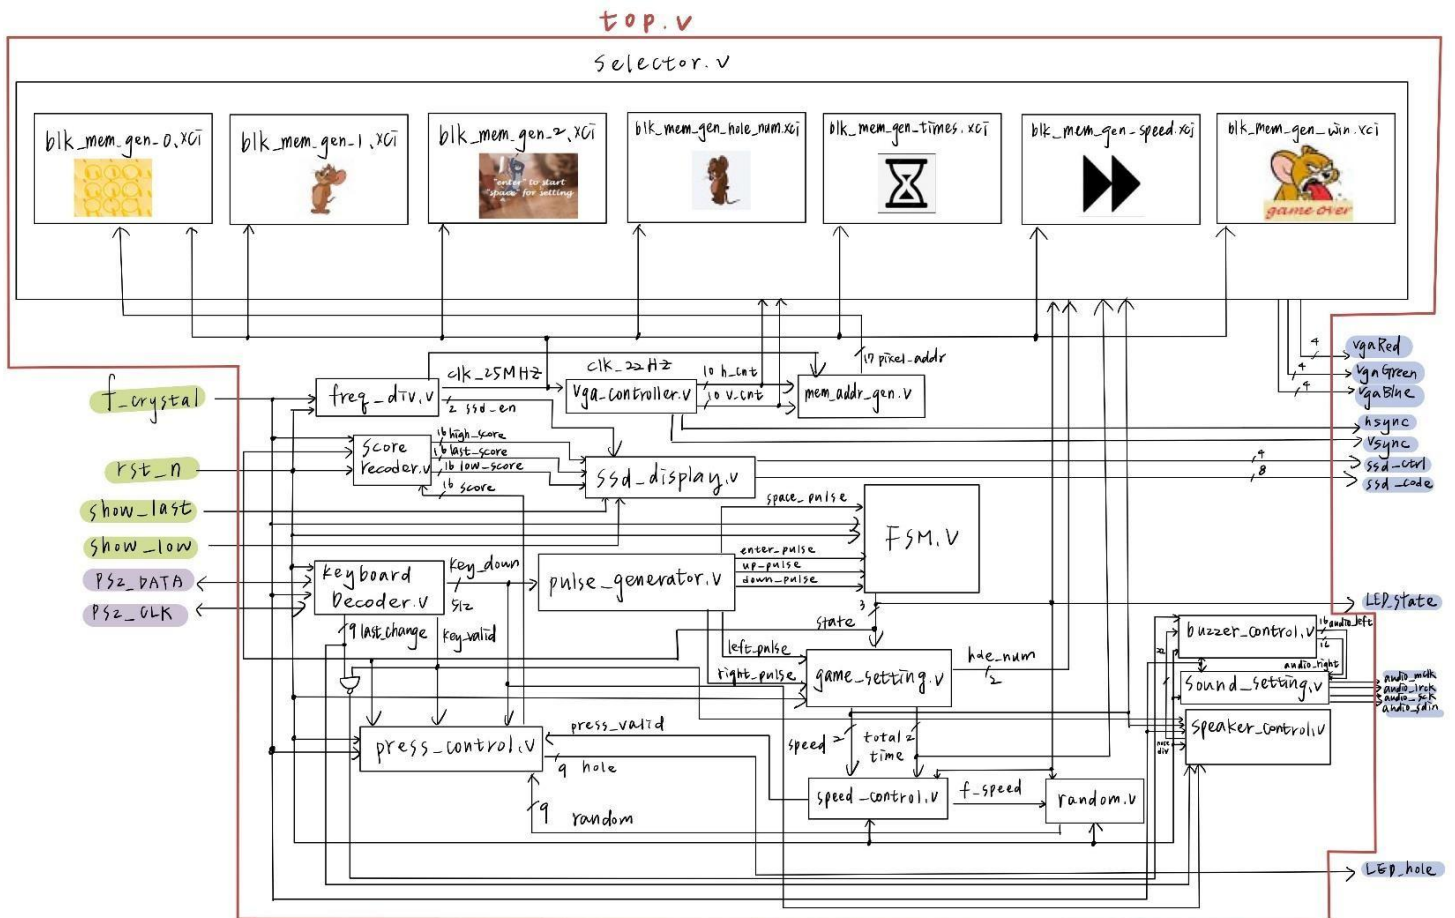 top.v
selector.v
blk_mem_gen_0.xci
blk_mem_gen_1.xci
blk_mem_gen_2.xci
"enter" to start
"space" for setting
blk_mem_gen_hole_num.xci
blk_mem_gen_times.xci
blk_mem_gen_speed.xci
blk_mem_gen_win.xci
game over
17 pixel_addr
clk_25MHZ
clk_22HZ
freq_div.v
2 ssd_en
vga_controller.v
10 h_cnt
10 v_cnt
mem_addr_gen.v
4
vgaRed
4
vgaGreen
4
vgaBlue
hsync
vsync
4
ssd_ctrl
8
ssd_code
f_crystal
rst_n
show_last
show_low
PS2_DATA
PS2_CLK
score
recoder.v
16 high_score
16 last_score
16 low_score
16 score
ssd_display.v
space_pulse
FSM.v
enter_pulse
up_pulse
down_pulse
keyboard
Decoder.v
key_down
512
pulse_generator.v
3
state
LED_state
9 last_change
key_valid
left_pulse
right_pulse
game_setting.v
hole_num
2
buzzer_control.v
16 audio_left
16
audio_right
sound_setting.v
audio_mclk
audio_lrck
audio_sck
audio_sdin
speaker_control.v
note
div
press_control.v
press_valid
9 hole
speed 2
total 2
time
speed_control.v
f_speed
random.v
9
random
LED_hole